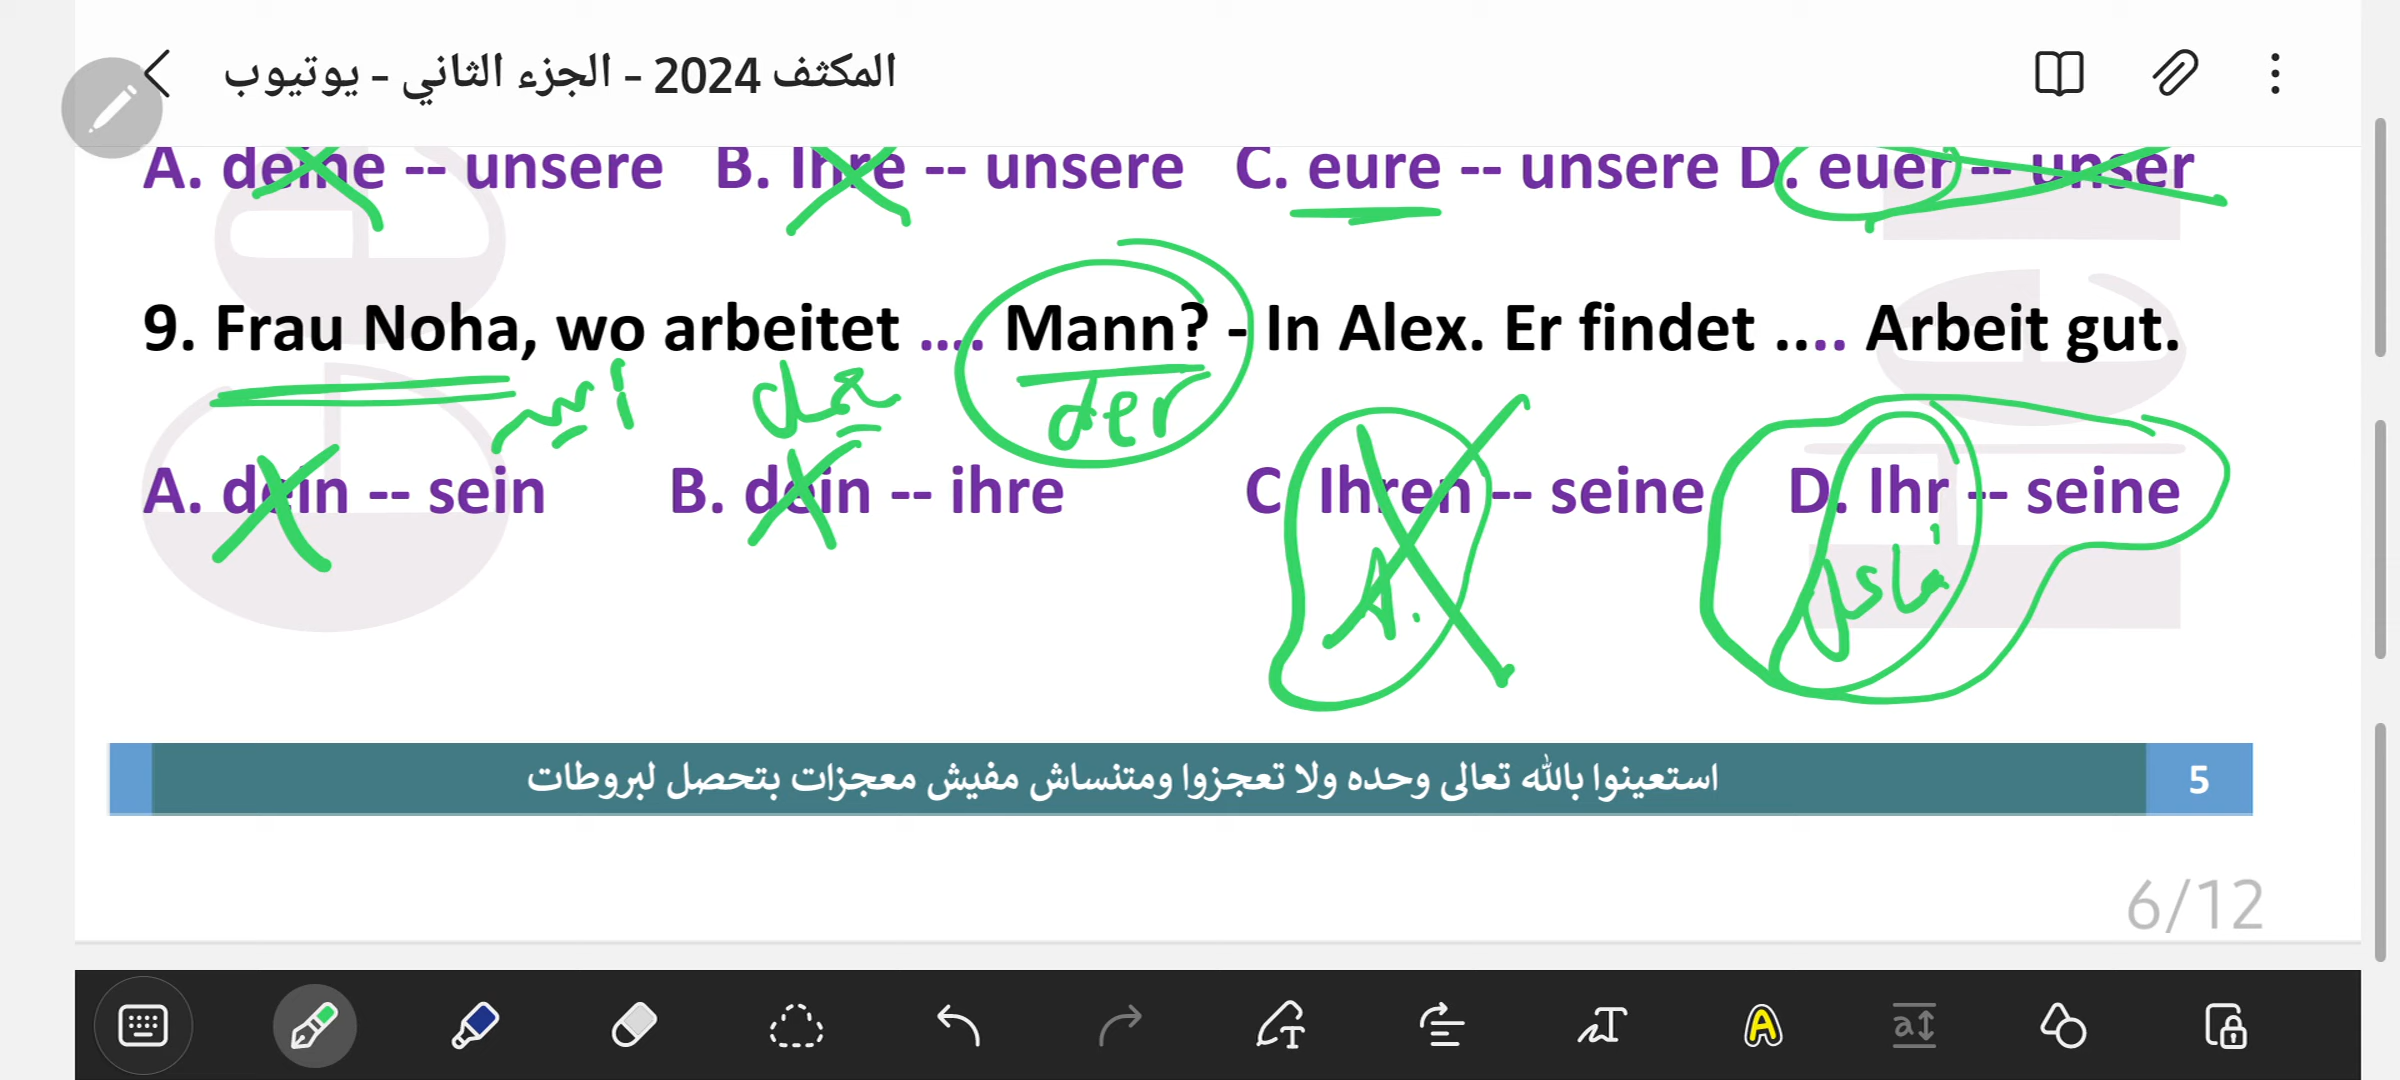 المكثف 2024 - الجزء الثاني - يوتيوب
A. deine -- unsere B. Ihre -- unsere C. eure -- unsere D. euer -- unser
9. Frau Noha, wo arbeitet .... Mann? - In Alex. Er findet .... Arbeit gut.
اسم der
A. dein -- sein B. dein -- ihre C. Ihren -- seine D. Ihr -- seine
A.
استعينوا بالله تعالى وحده ولا تعجزوا ومتنساش مفيش معجزات بتحصل لبروطات
5
6/12